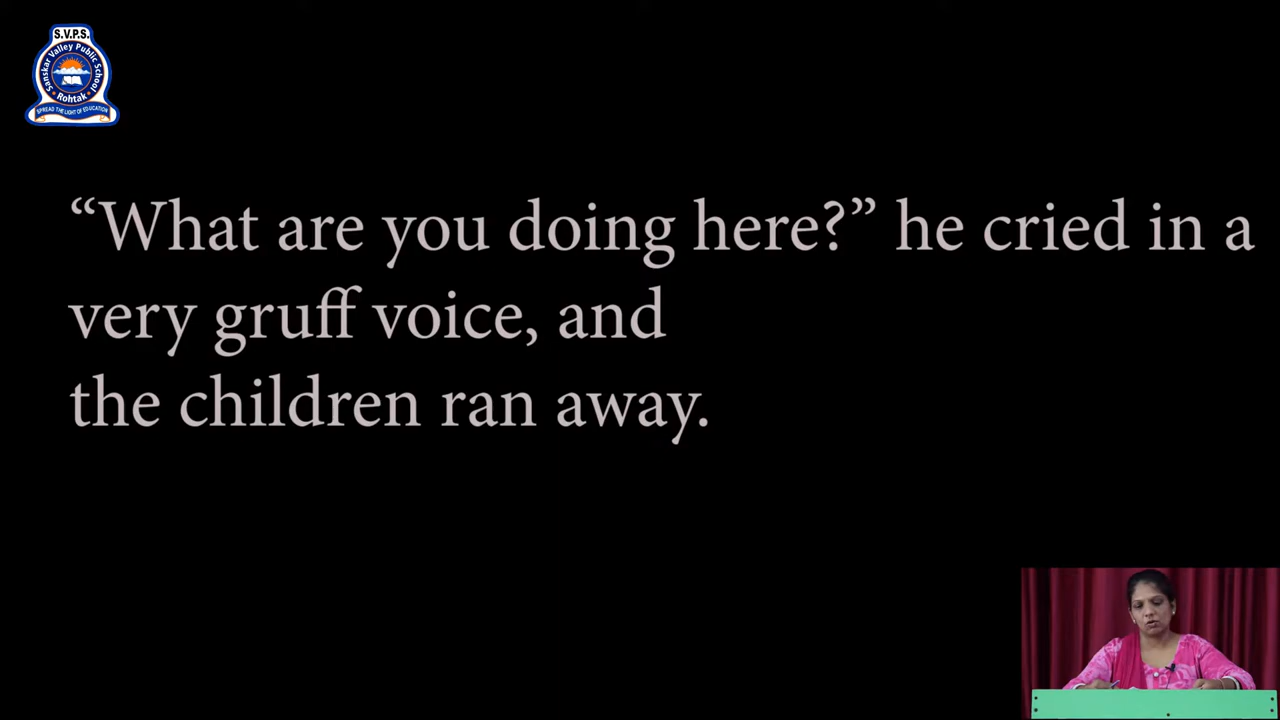 S.V.P.S.
Sanskar Valley Public School
Rohtak
SPREAD THE LIGHT OF EDUCATION
“What are you doing here?” he cried in a
very gruff voice, and
the children ran away.